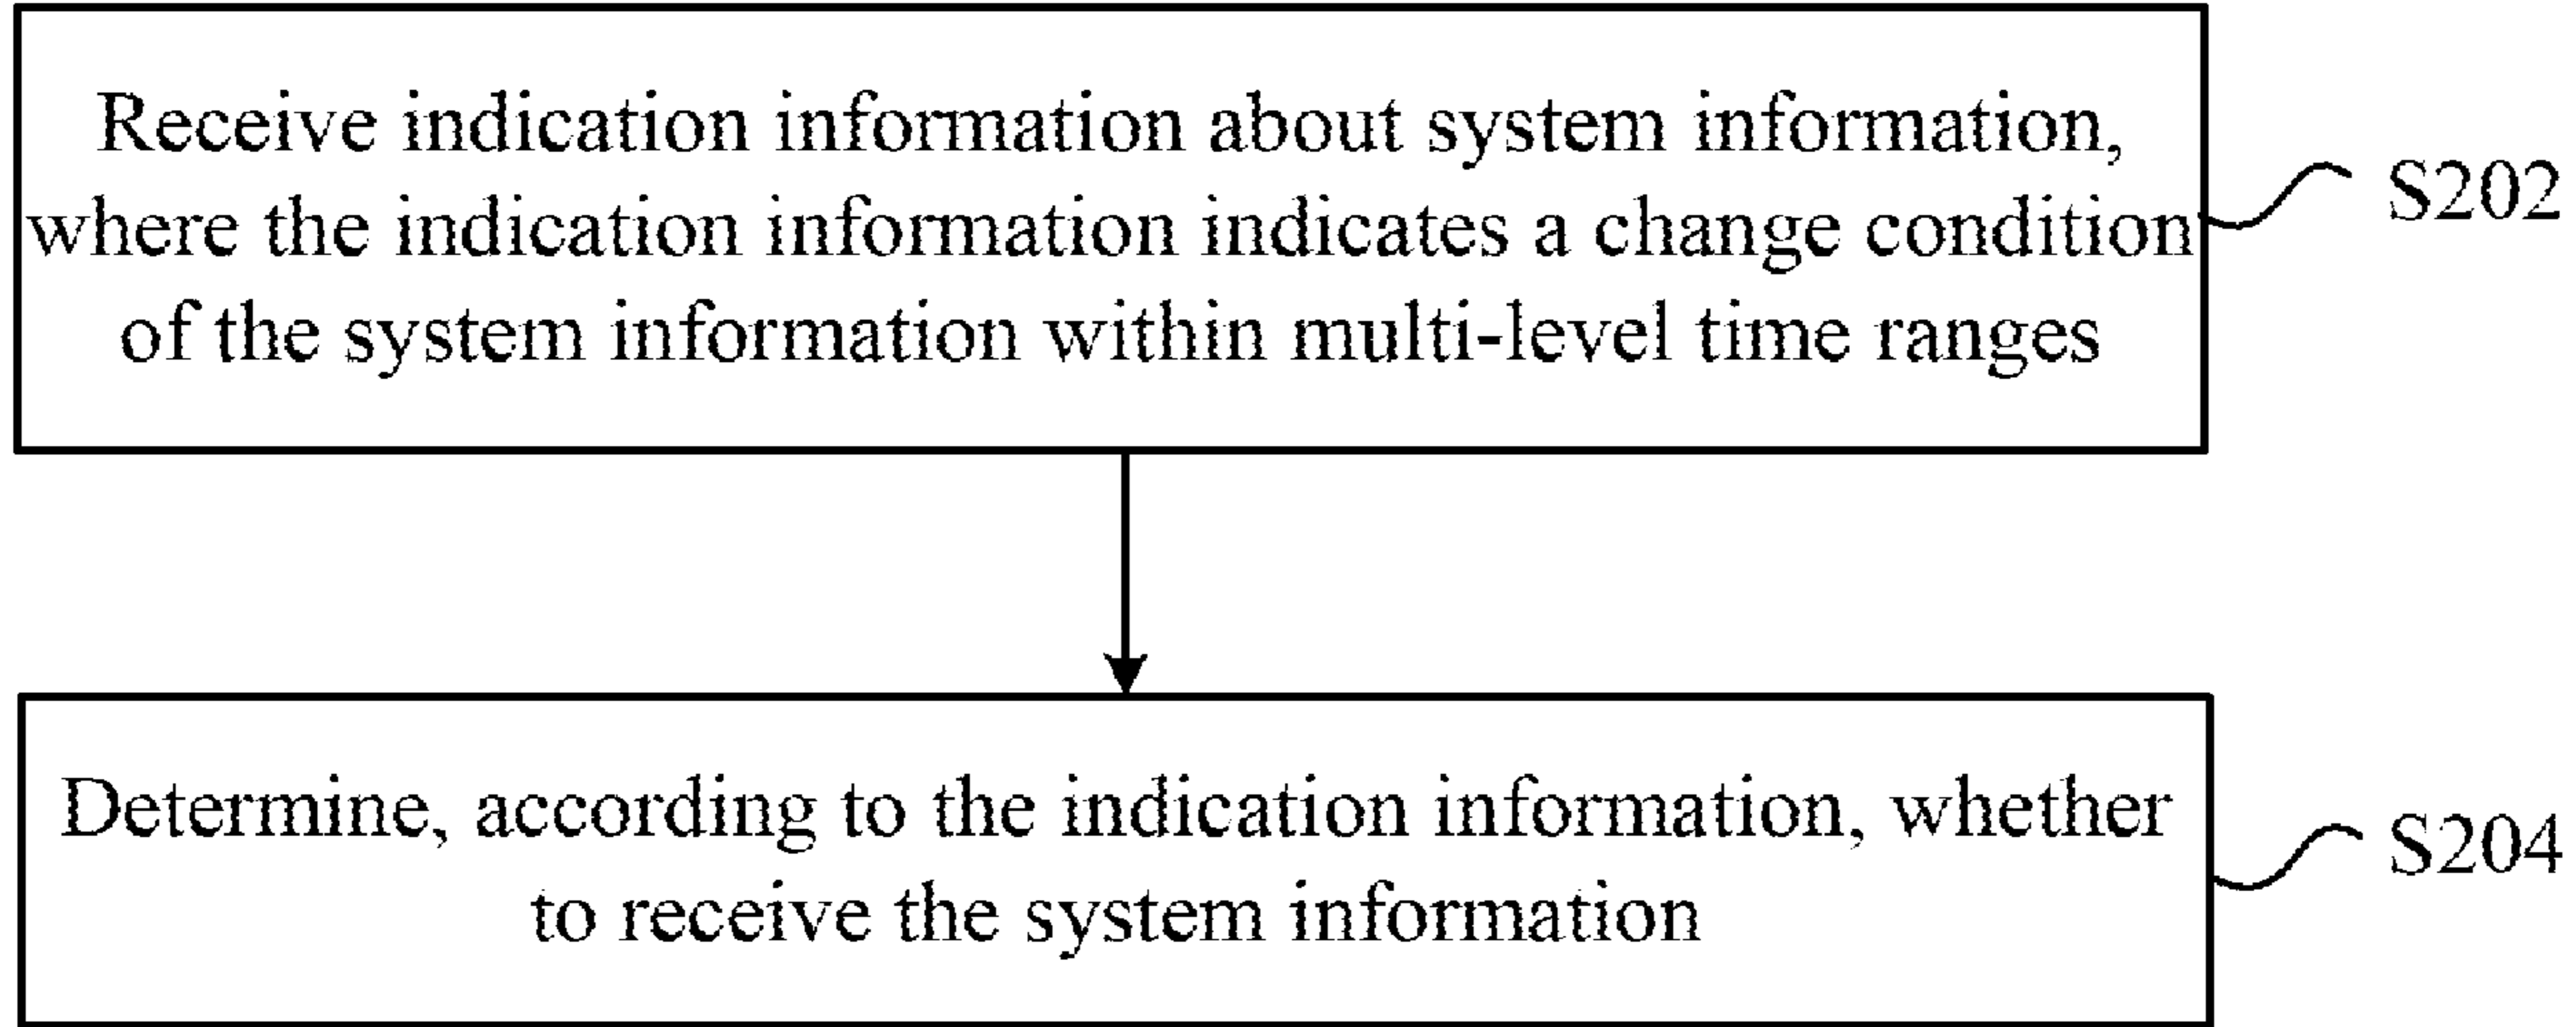 Receive indication information about system information,
where the indication information indicates a change condition
of the system information within multi-level time ranges
S202
Determine, according to the indication information, whether
to receive the system information
S204